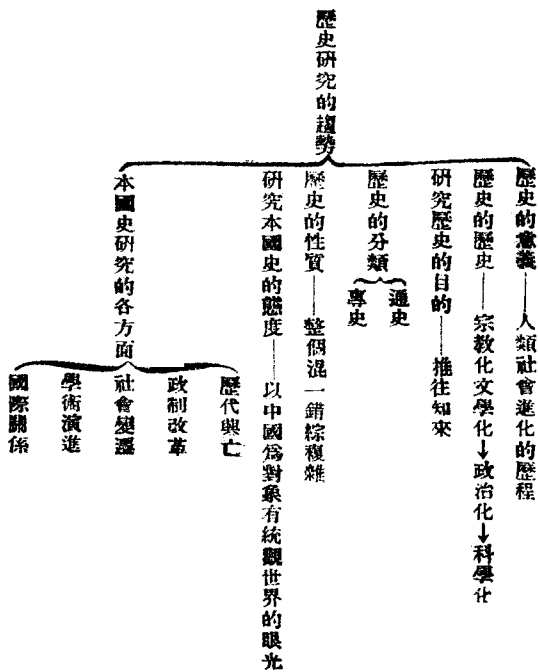 歷史研究的趨勢
歷史的意義——人類社會進化的歷程
歷史的歷史——宗教化文學化→政治化→科學化
研究歷史的目的——推往知來
歷史的分類
通史
專史
歷史的性質——整個混一錯綜複雜
研究本國史的態度——以中國爲對象有統觀世界的眼光
本國史研究的各方面
歷代興亡
政制改革
社會變遷
學術演進
國際關係